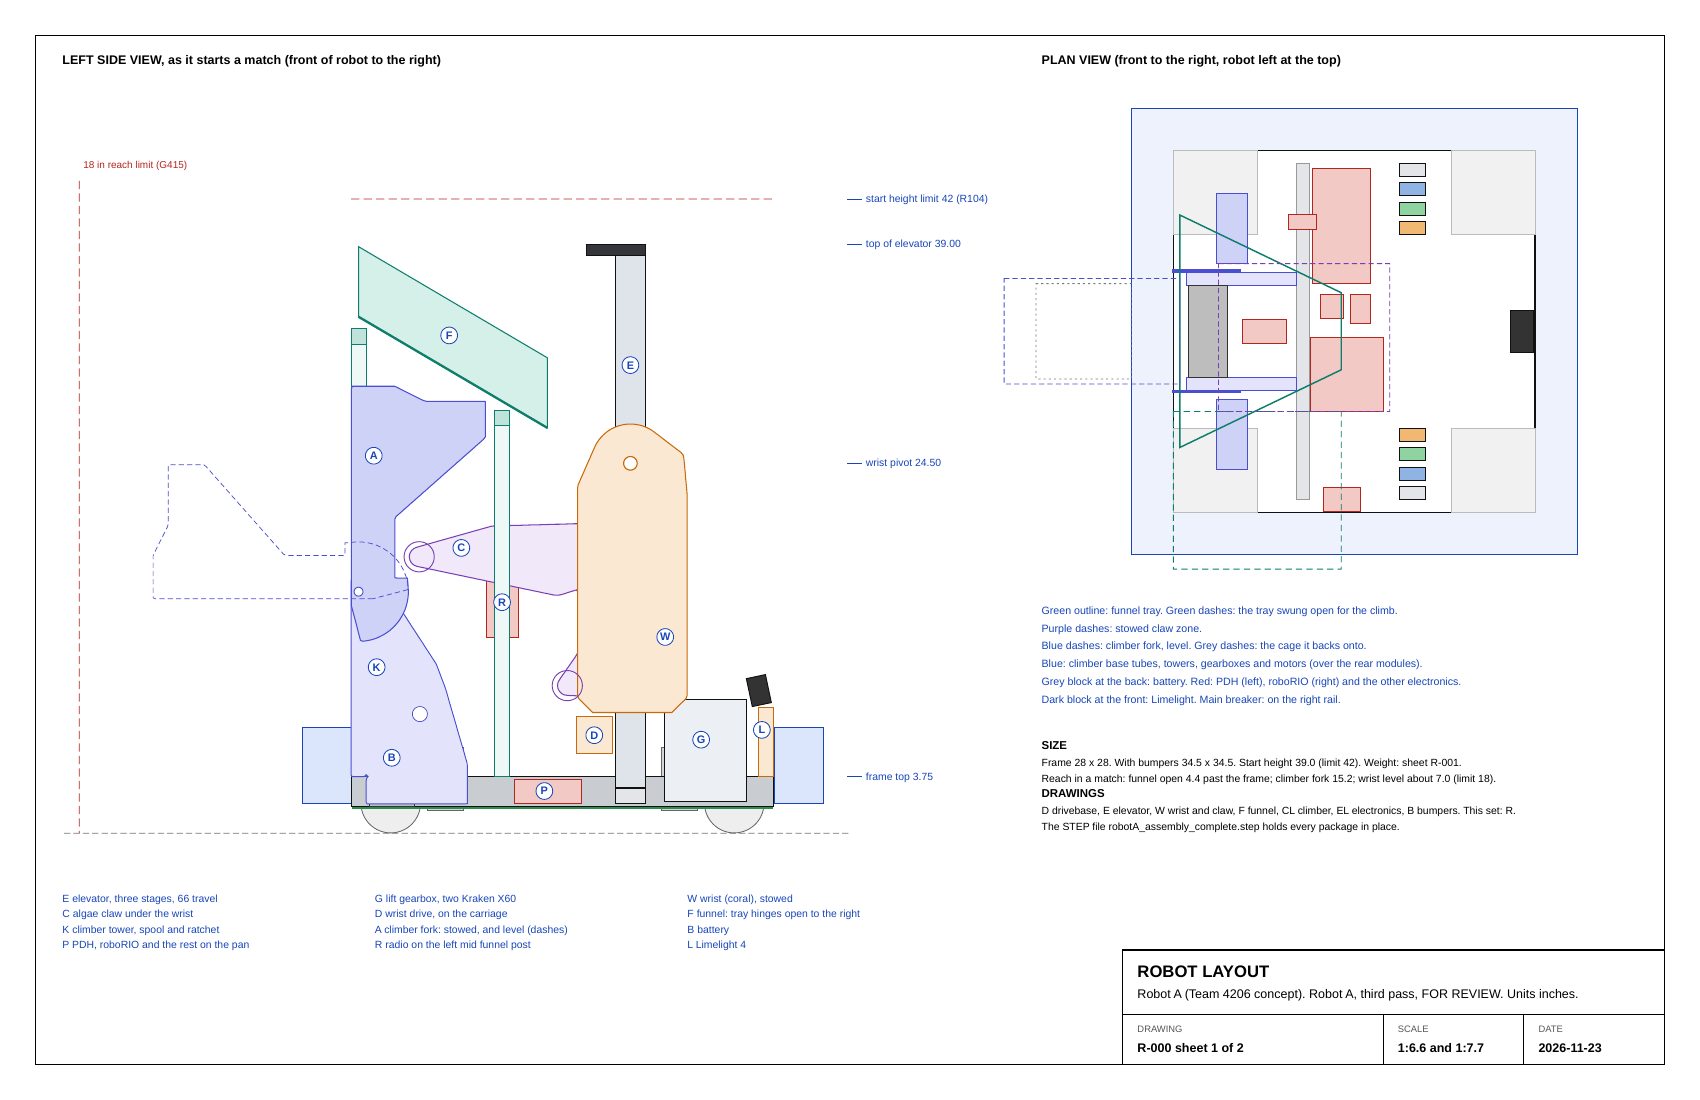 LEFT SIDE VIEW, as it starts a match (front of robot to the right)
PLAN VIEW (front to the right, robot left at the top)
18 in reach limit (G415)
start height limit 42 (R104)
top of elevator 39.00
F
E
A
wrist pivot 24.50
C
R
W
K
L
D
G
B
frame top 3.75
P
Green outline: funnel tray. Green dashes: the tray swung open for the climb.
Purple dashes: stowed claw zone.
Blue dashes: climber fork, level. Grey dashes: the cage it backs onto.
Blue: climber base tubes, towers, gearboxes and motors (over the rear modules).
Grey block at the back: battery. Red: PDH (left), roboRIO (right) and the other electronics.
Dark block at the front: Limelight. Main breaker: on the right rail.
SIZE
Frame 28 x 28. With bumpers 34.5 x 34.5. Start height 39.0 (limit 42). Weight: sheet R-001.
Reach in a match: funnel open 4.4 past the frame; climber fork 15.2; wrist level about 7.0 (limit 18).
DRAWINGS
D drivebase, E elevator, W wrist and claw, F funnel, CL climber, EL electronics, B bumpers. This set: R.
The STEP file robotA_assembly_complete.step holds every package in place.
E elevator, three stages, 66 travel
C algae claw under the wrist
K climber tower, spool and ratchet
P PDH, roboRIO and the rest on the pan
G lift gearbox, two Kraken X60
D wrist drive, on the carriage
A climber fork: stowed, and level (dashes)
R radio on the left mid funnel post
W wrist (coral), stowed
F funnel: tray hinges open to the right
B battery
L Limelight 4
ROBOT LAYOUT
Robot A (Team 4206 concept). Robot A, third pass, FOR REVIEW. Units inches.
DRAWING
R-000 sheet 1 of 2
SCALE
1:6.6 and 1:7.7
DATE
2026-11-23